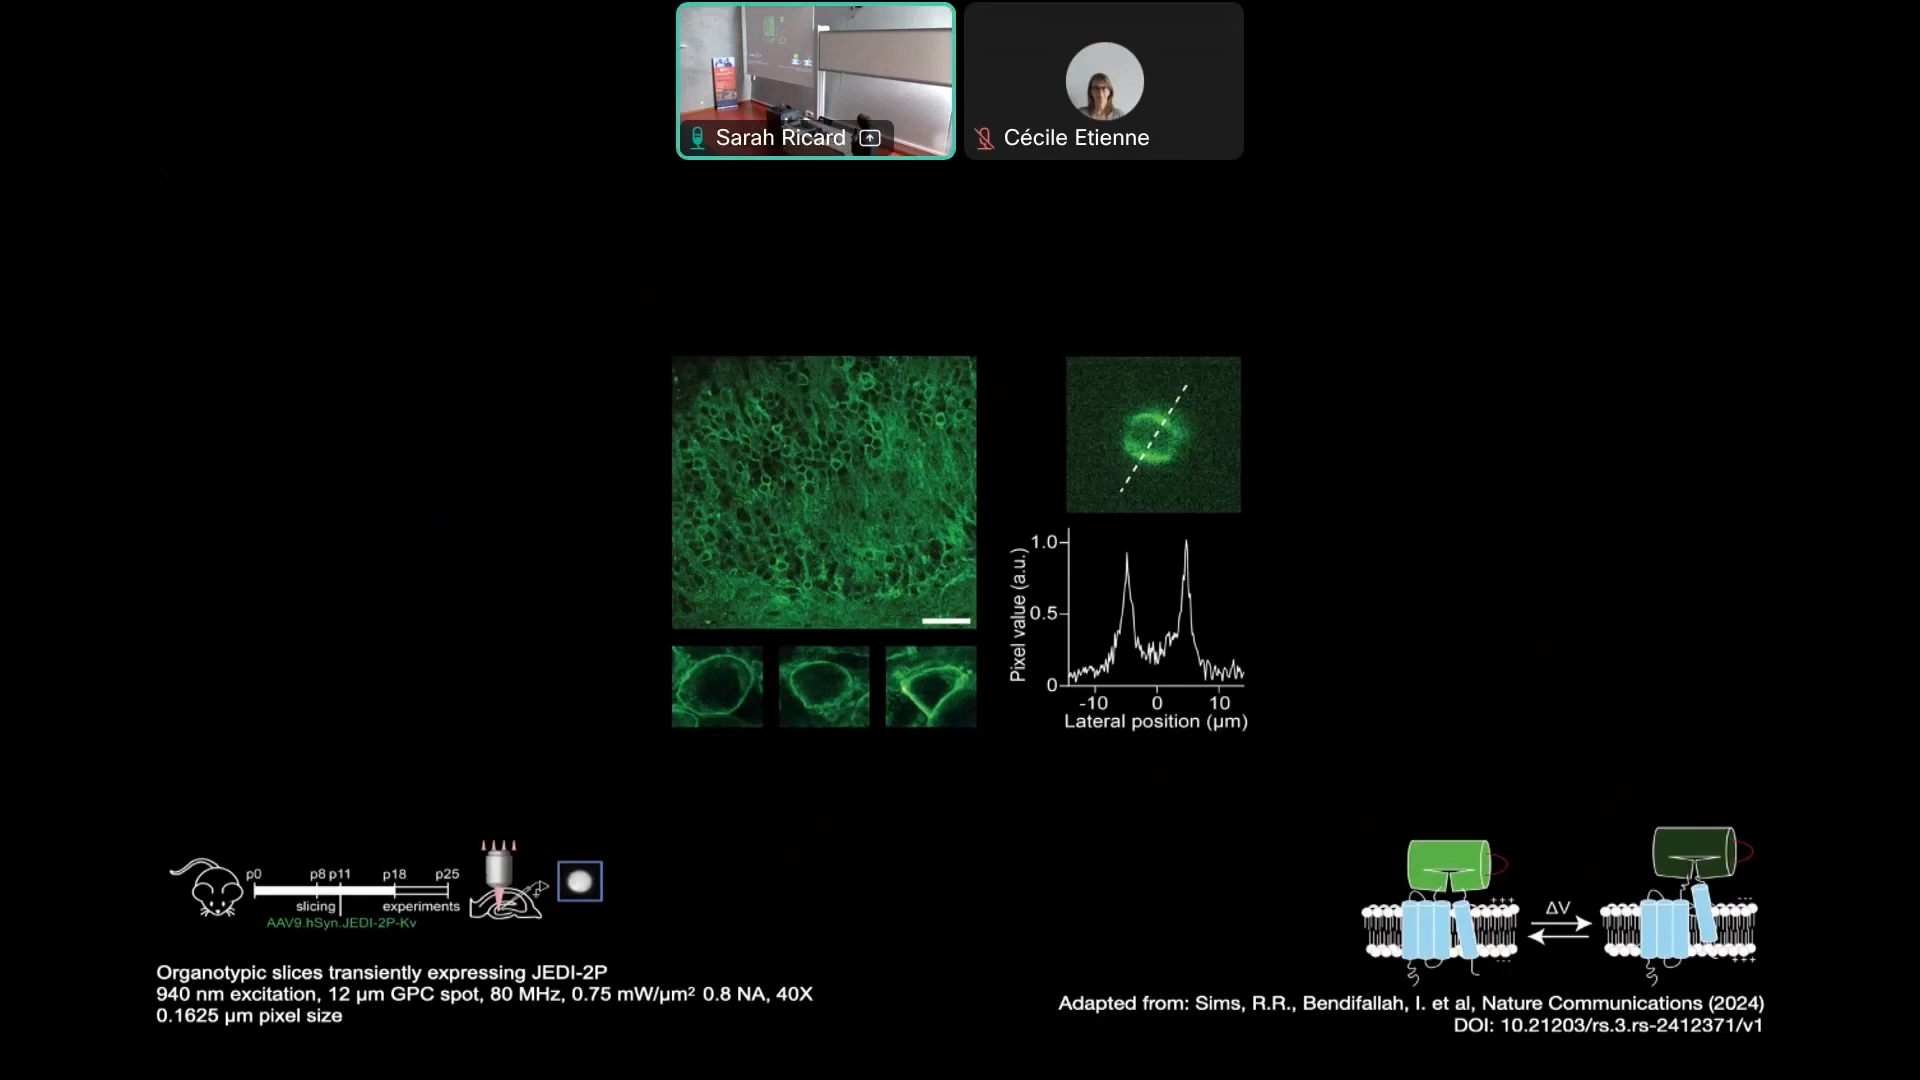 Sarah Ricard
Cécile Etienne
1.0
0.5
0
Pixel value (a.u.)
-10 0 10
Lateral position (µm)
p0 p8 p11 p18 p25
slicing experiments
AAV9.hSyn.JEDI-2P-Kv
Organotypic slices transiently expressing JEDI-2P
940 nm excitation, 12 µm GPC spot, 80 MHz, 0.75 mW/µm² 0.8 NA, 40X
0.1625 µm pixel size
+++
---
ΔV
---
+++
Adapted from: Sims, R.R., Bendifallah, I. et al, Nature Communications (2024)
DOI: 10.21203/rs.3.rs-2412371/v1